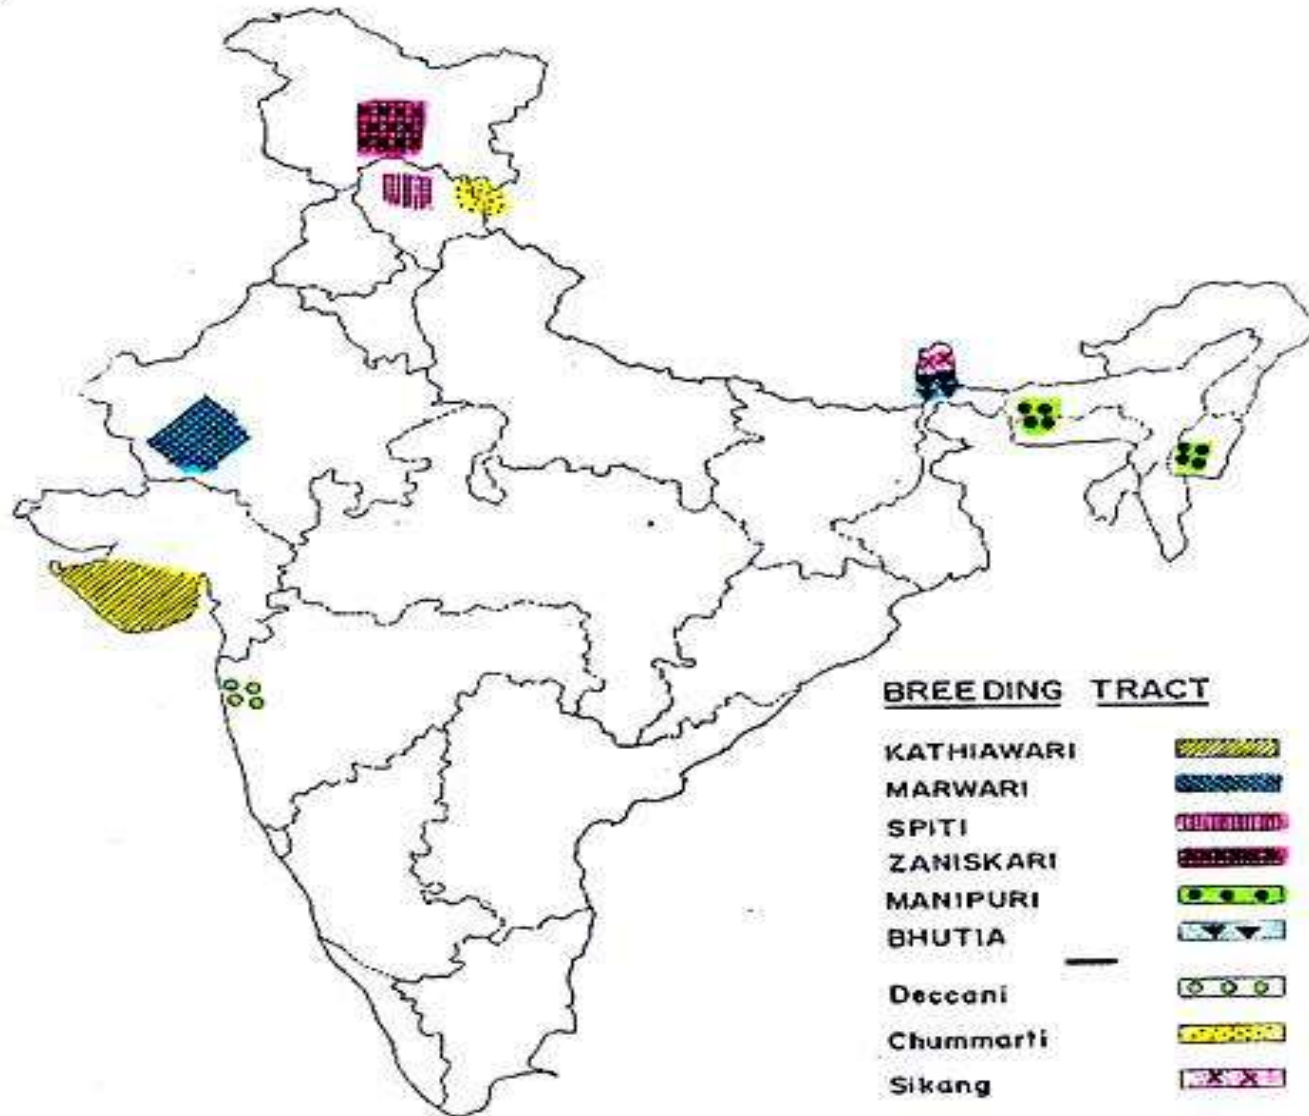 BREEDING TRACT
KATHIAWARI
MARWARI
SPITI
ZANISKARI
MANIPURI
BHUTIA
Deccani
Chummarti
Sikang